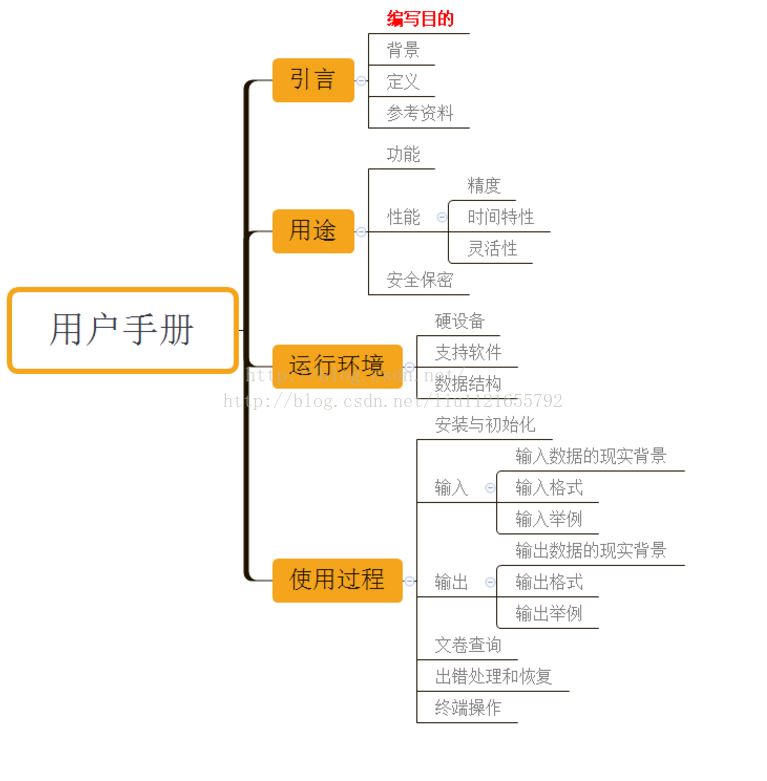 用户手册
引言
编写目的
背景
定义
参考资料
用途
功能
性能
精度
时间特性
灵活性
安全保密
运行环境
硬设备
支持软件
数据结构
http://blog.csdn.net/
http://blog.csdn.net/liu1121655792
使用过程
安装与初始化
输入
输入数据的现实背景
输入格式
输入举例
输出
输出数据的现实背景
输出格式
输出举例
文卷查询
出错处理和恢复
终端操作